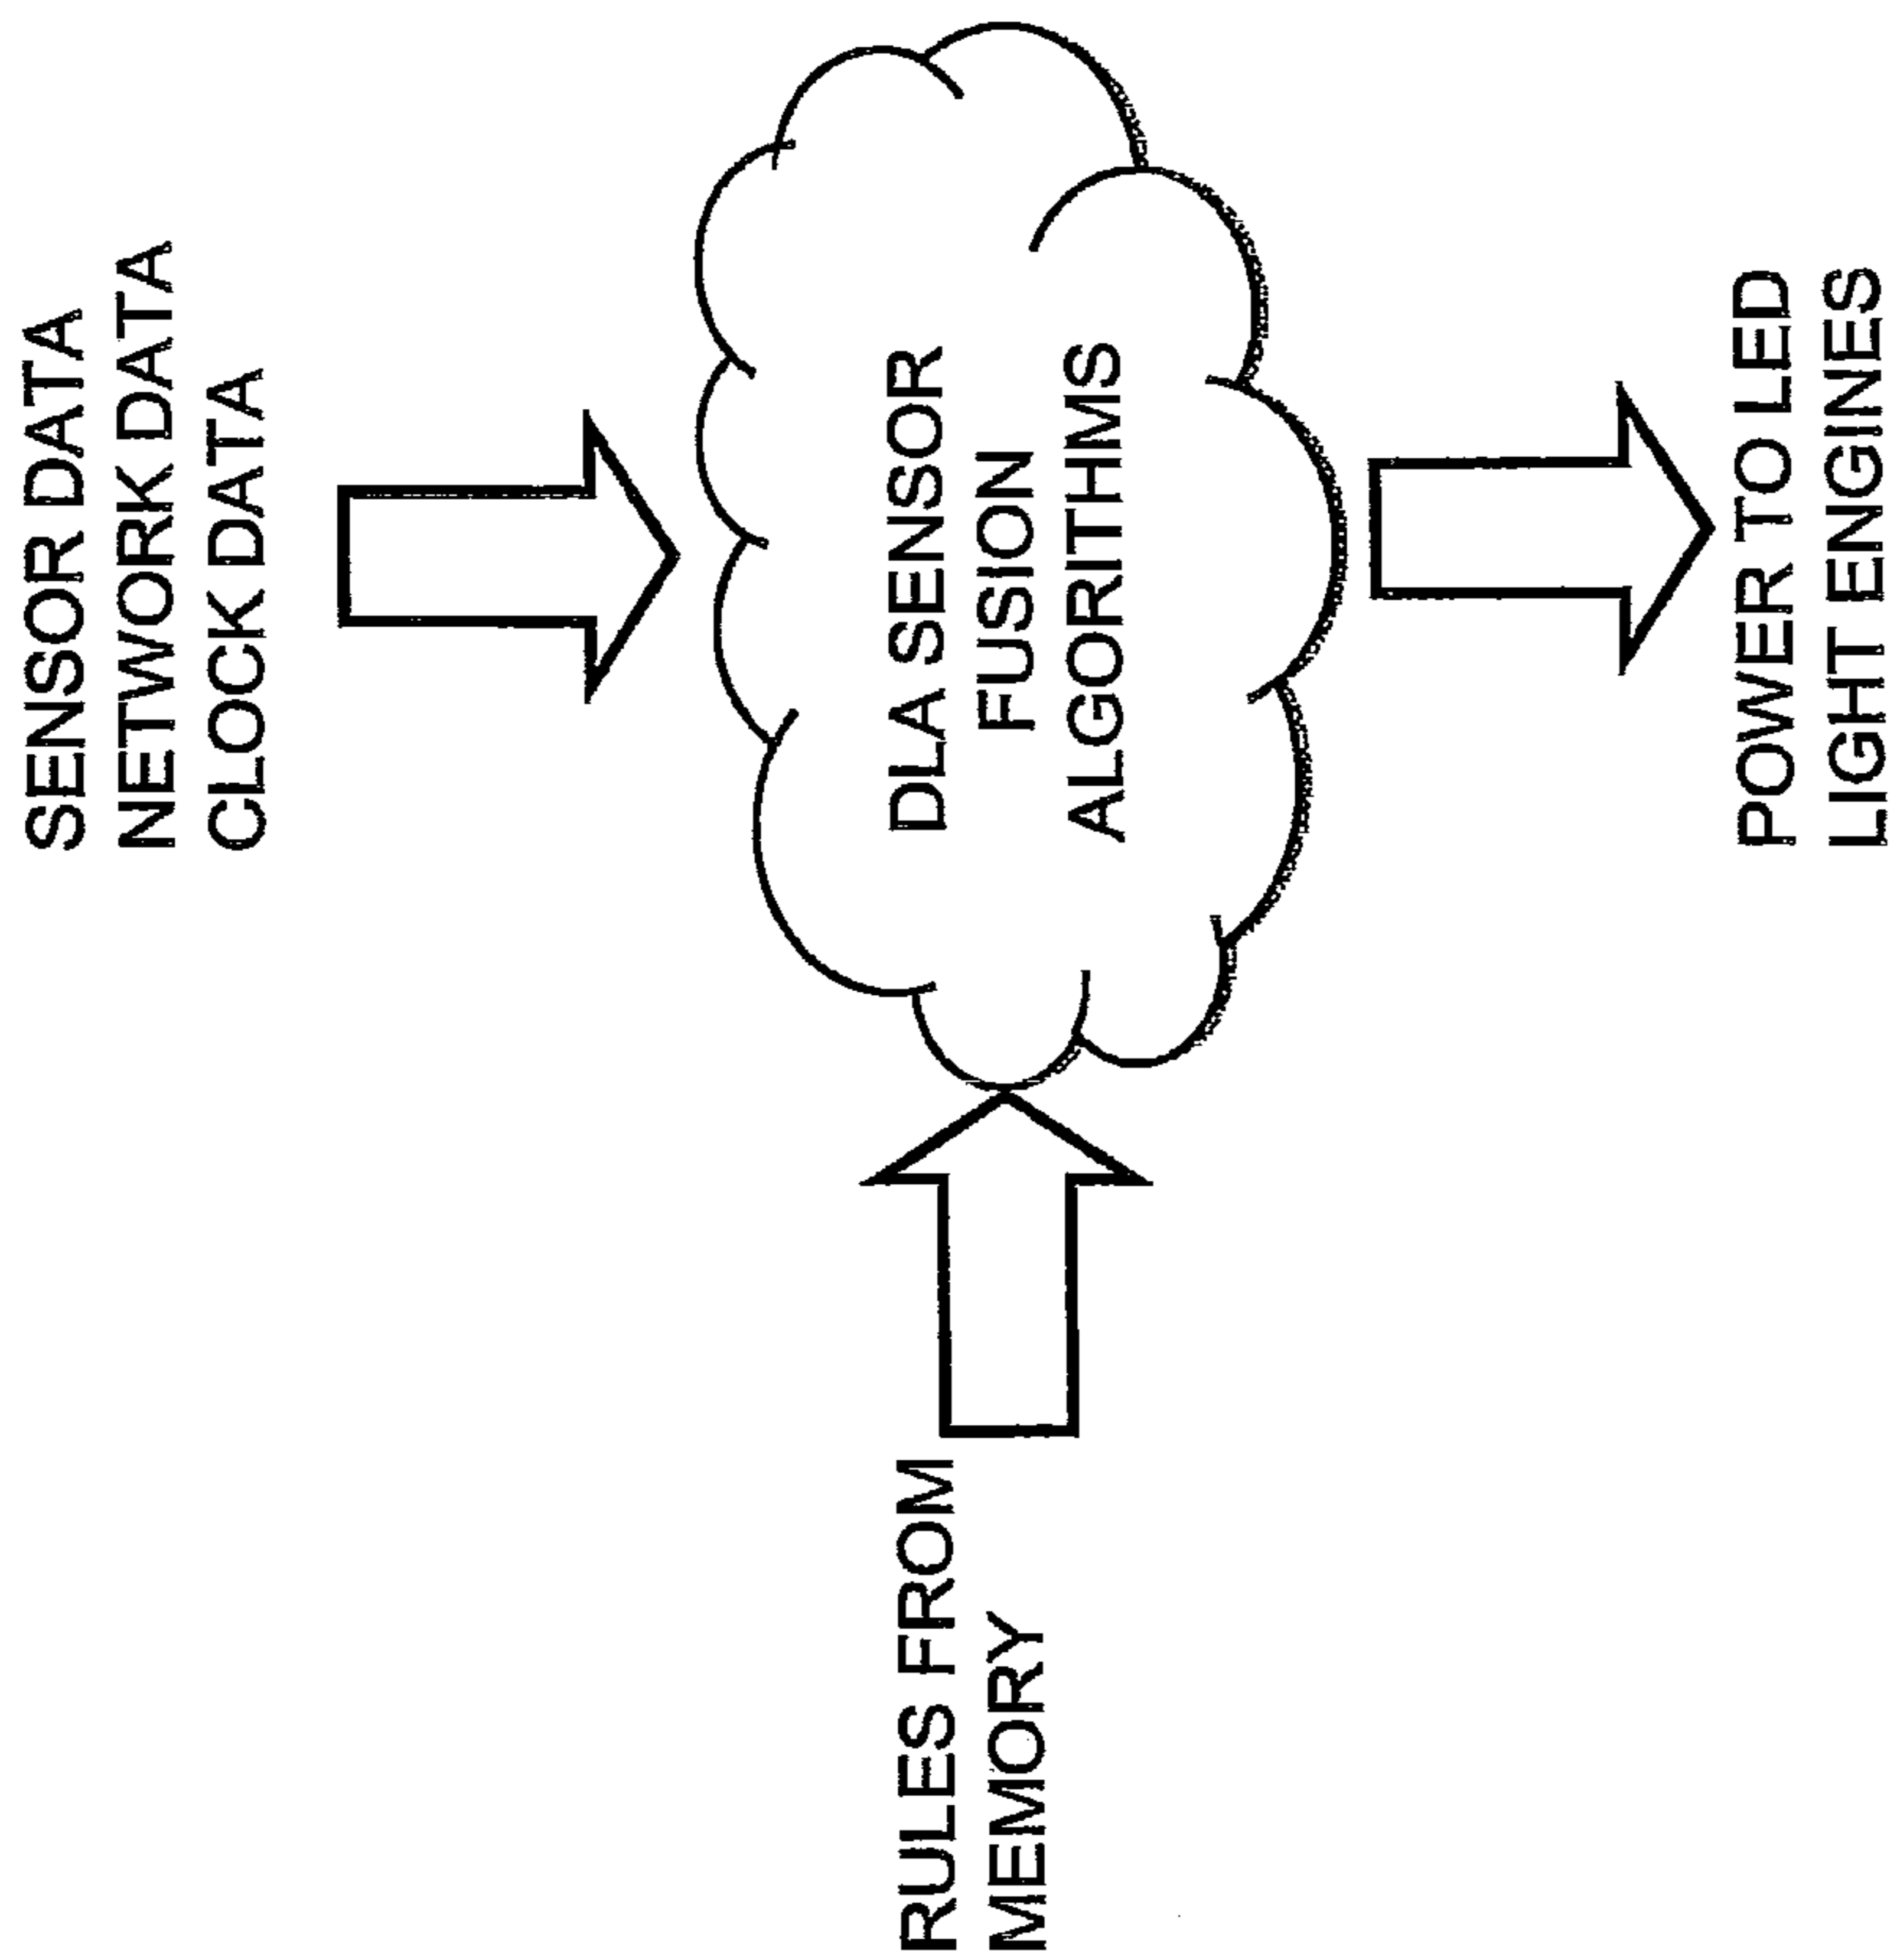 SENSOR DATA
NETWORK DATA
CLOCK DATA
RULES FROM
MEMORY
DLA SENSOR
FUSION
ALGORITHMS
POWER TO LED
LIGHT ENGINES